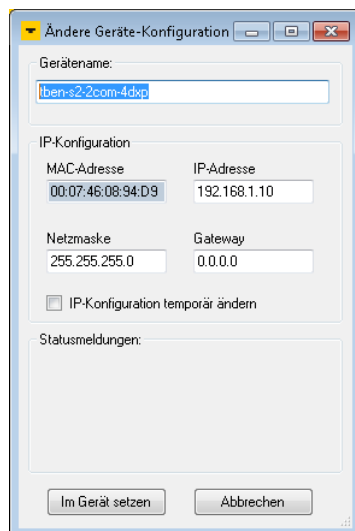 Ändere Geräte-Konfiguration
Gerätename:
tben-s2-2com-4dxp
IP-Konfiguration
MAC-Adresse IP-Adresse
00:07:46:08:94:D9 192.168.1.10
Netzmaske Gateway
255.255.255.0 0.0.0.0
IP-Konfiguration temporär ändern
Statusmeldungen:
Im Gerät setzen Abbrechen